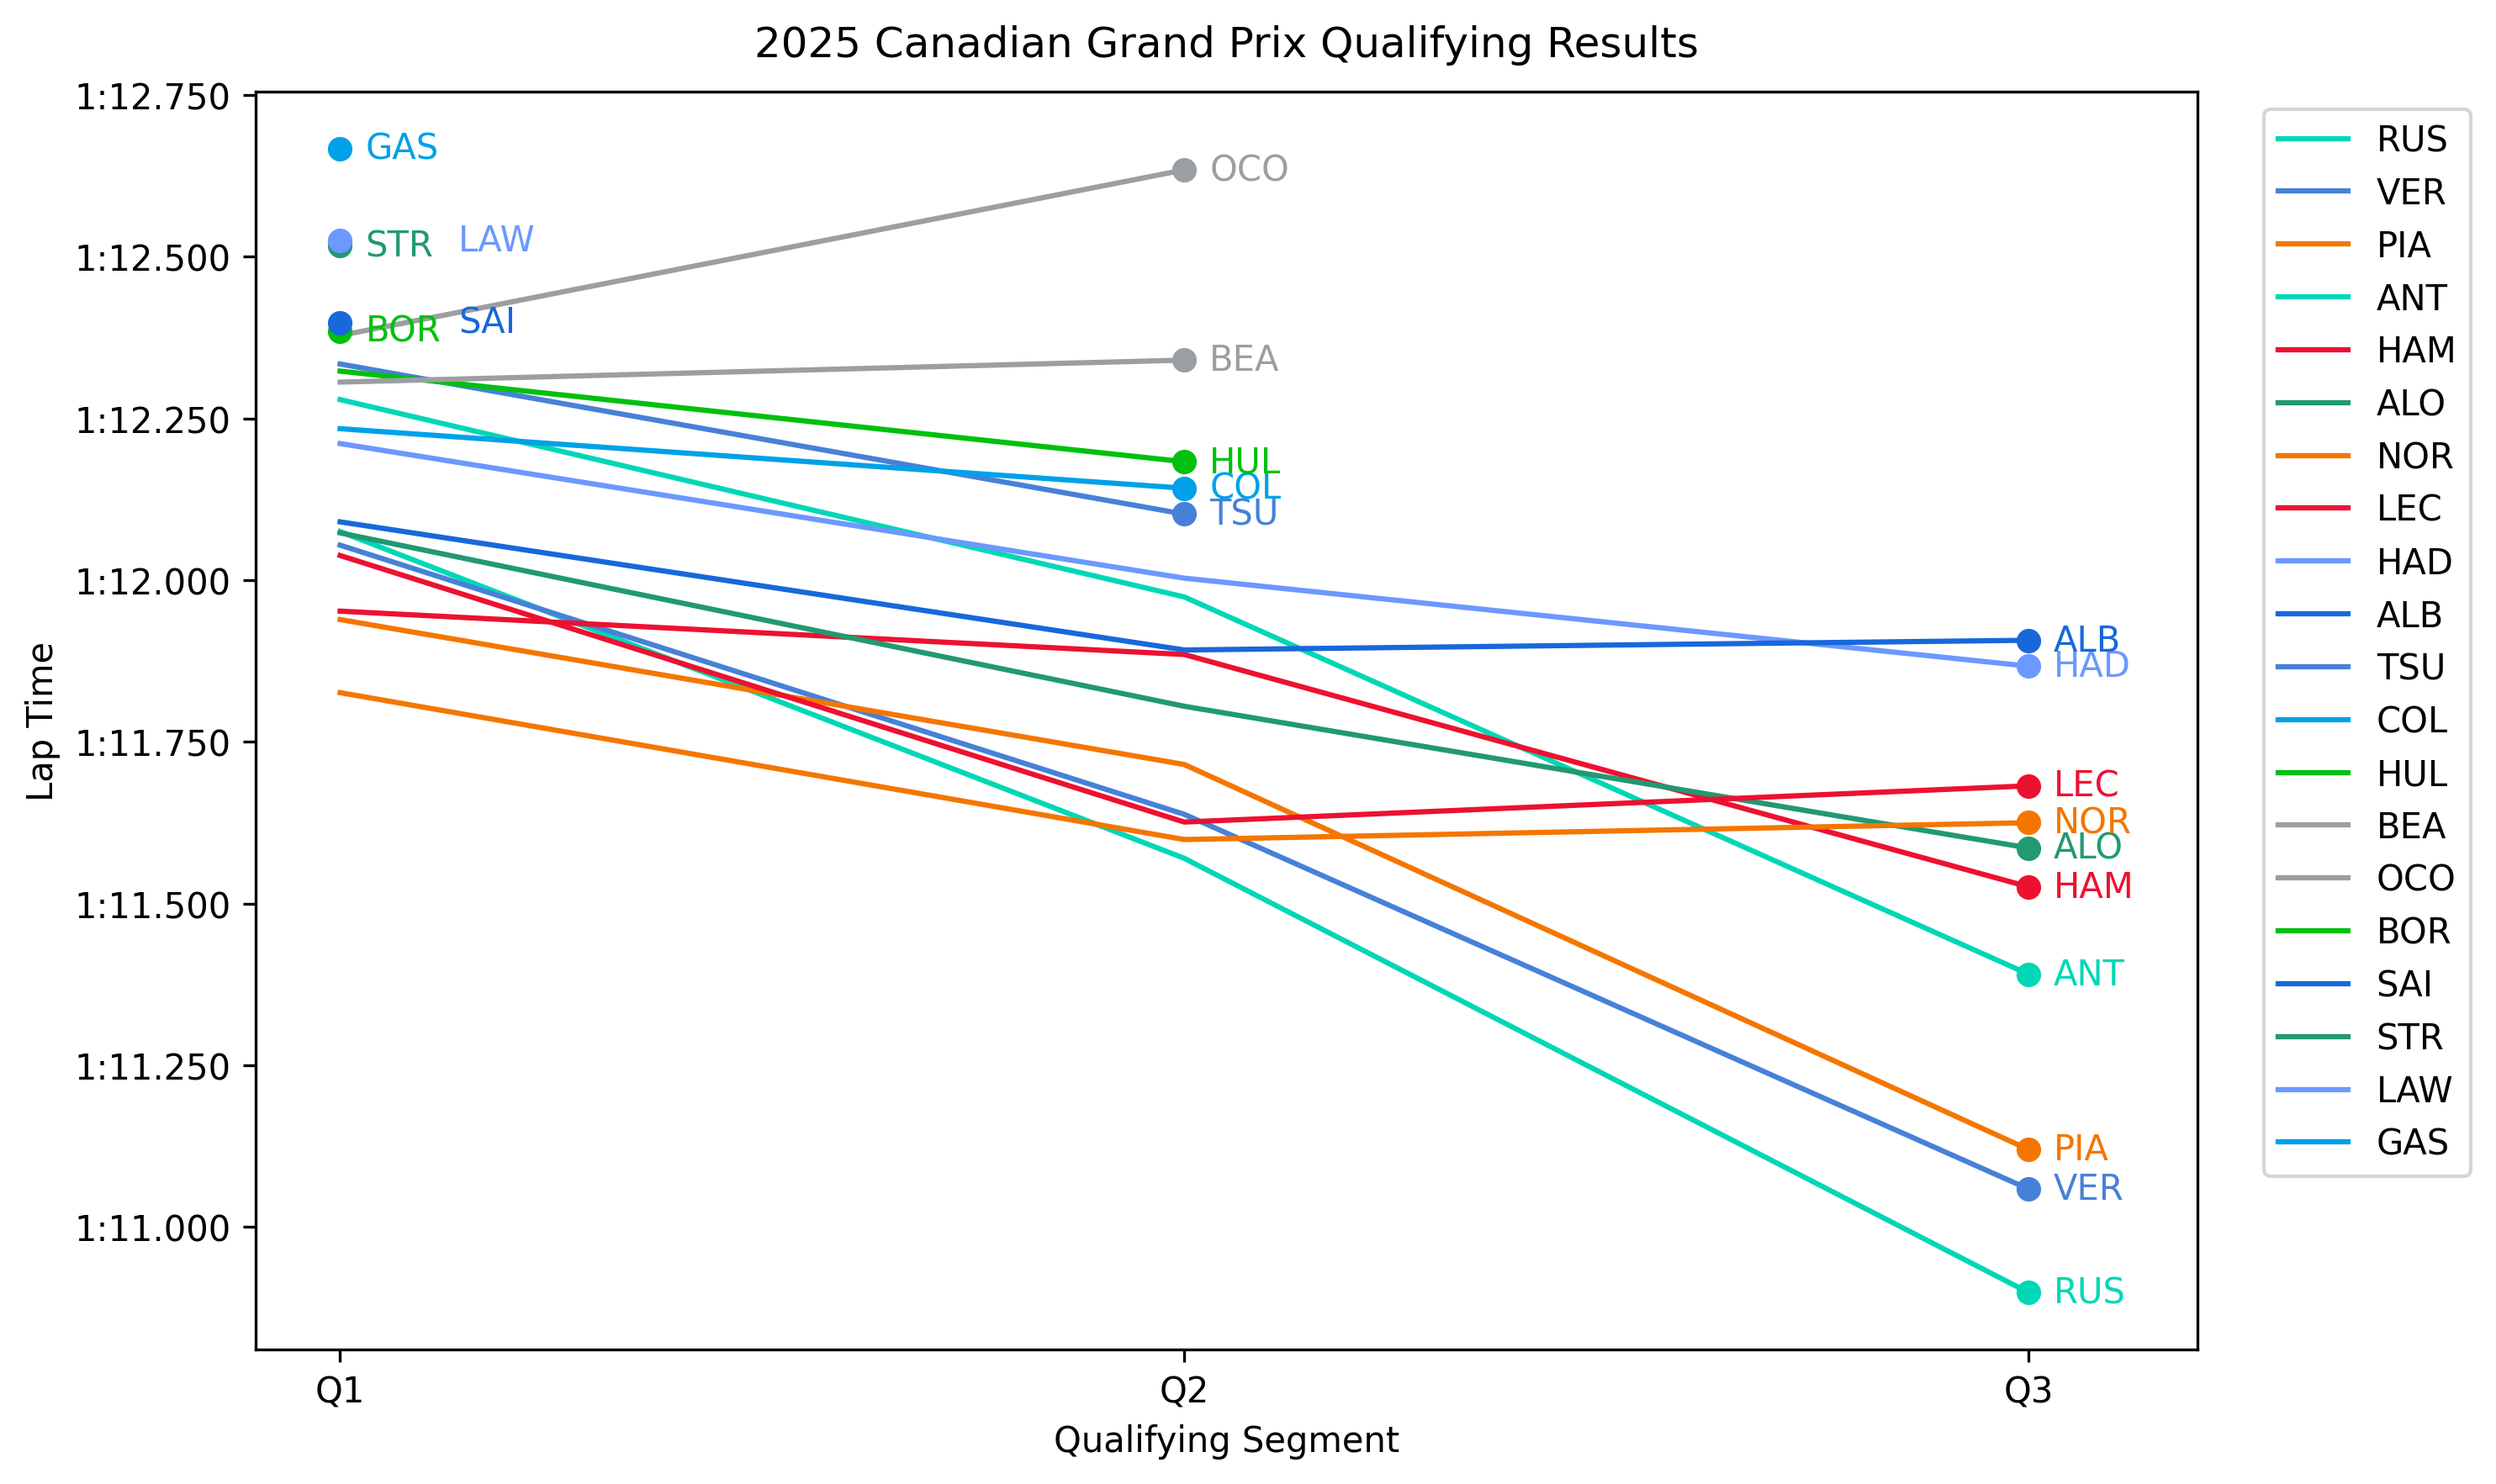 2025 Canadian Grand Prix Qualifying Results
1:12.750
1:12.500
1:12.250
1:12.000
1:11.750
1:11.500
1:11.250
1:11.000
Lap Time
GAS
STR
LAW
BOR
SAI
OCO
BEA
HUL
COL
TSU
ALB
HAD
LEC
NOR
ALO
HAM
ANT
PIA
VER
RUS
Q1
Q2
Q3
Qualifying Segment
RUS
VER
PIA
ANT
HAM
ALO
NOR
LEC
HAD
ALB
TSU
COL
HUL
BEA
OCO
BOR
SAI
STR
LAW
GAS